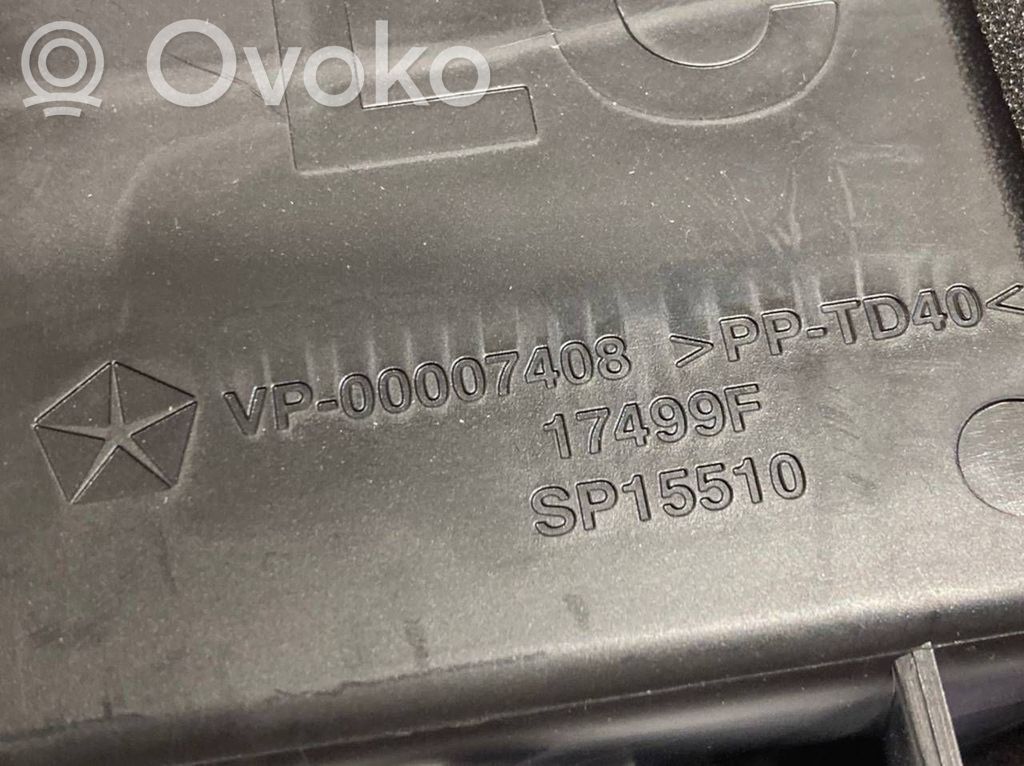 Ovoko
VP-00007408 >PP-TD40<
17499F
SP15510